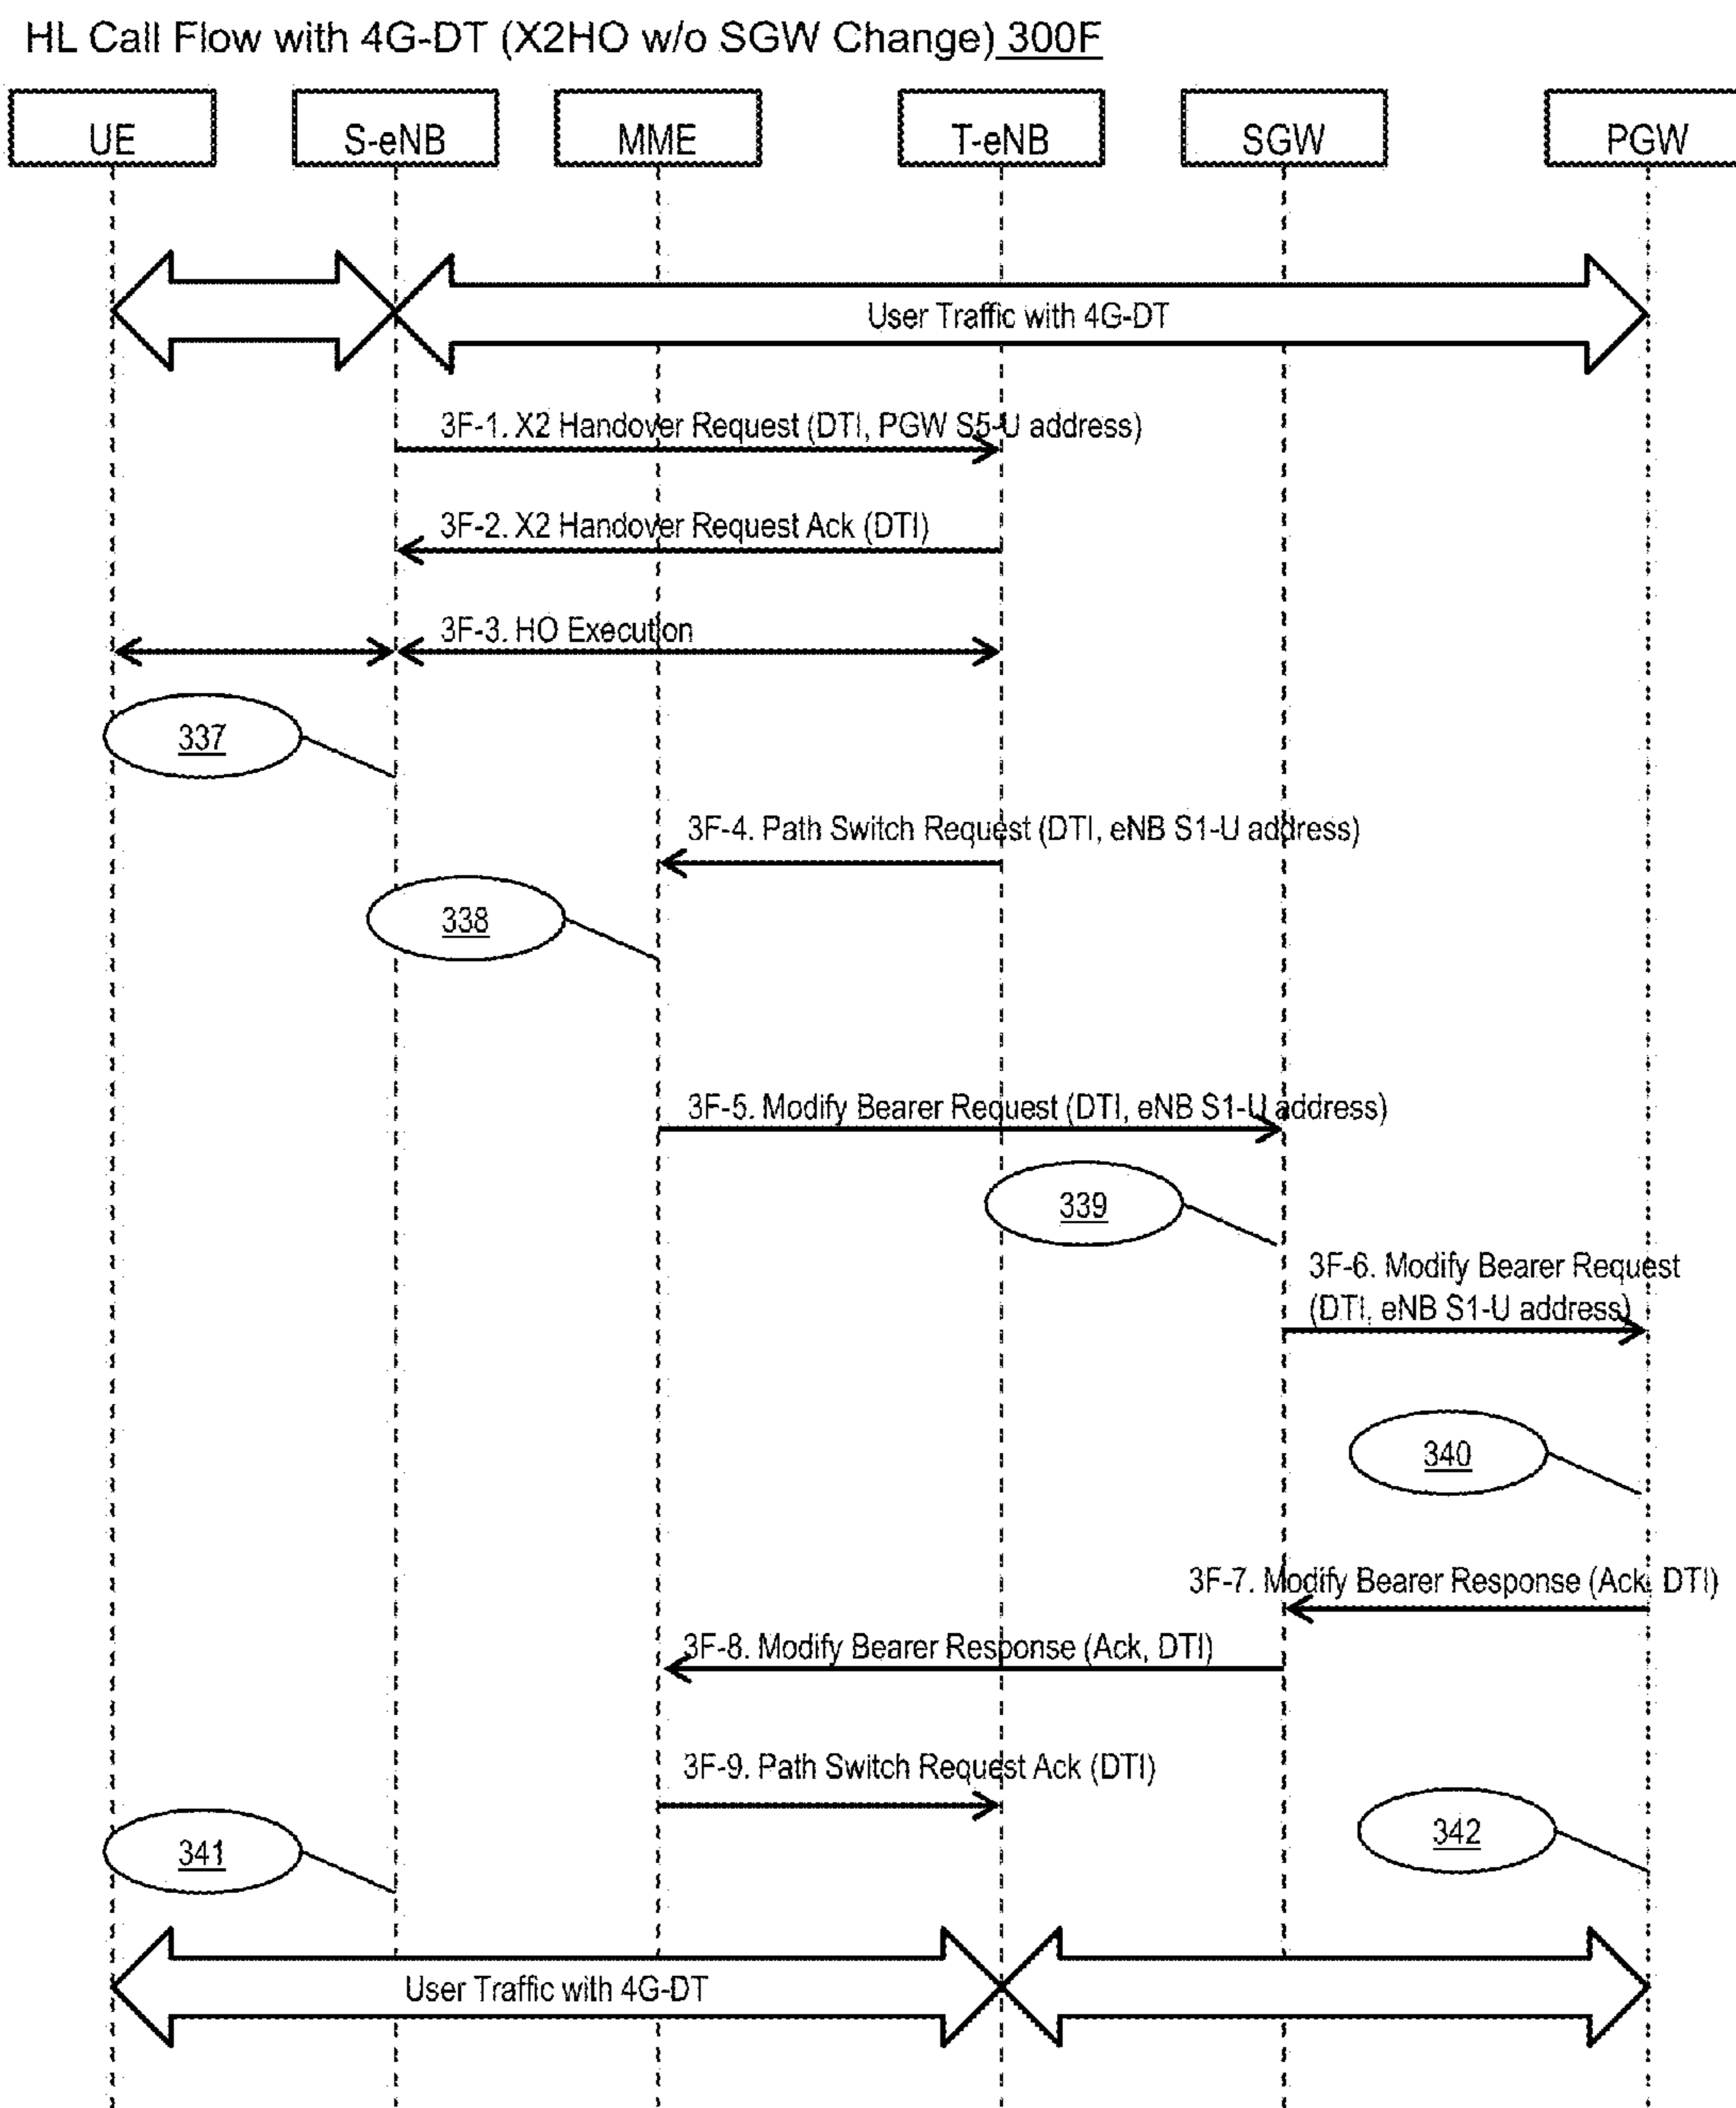 HL Call Flow with 4G-DT (X2HO w/o SGW Change) 300F
UE
S-eNB
MME
T-eNB
SGW
PGW
User Traffic with 4G-DT
3F-1. X2 Handover Request (DTI, PGW S5-U address)
3F-2. X2 Handover Request Ack (DTI)
3F-3. HO Execution
337
3F-4. Path Switch Request (DTI, eNB S1-U address)
338
3F-5. Modify Bearer Request (DTI, eNB S1-U address)
339
3F-6. Modify Bearer Request
(DTI, eNB S1-U address)
340
3F-7. Modify Bearer Response (Ack, DTI)
3F-8. Modify Bearer Response (Ack, DTI)
3F-9. Path Switch Request Ack (DTI)
341
342
User Traffic with 4G-DT